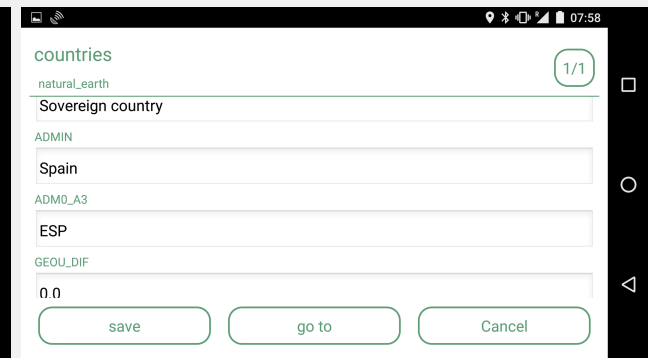 07:58
countries
1/1
natural_earth
Sovereign country
ADMIN
Spain
ADM0_A3
ESP
GEOU_DIF
0.0
save
go to
Cancel